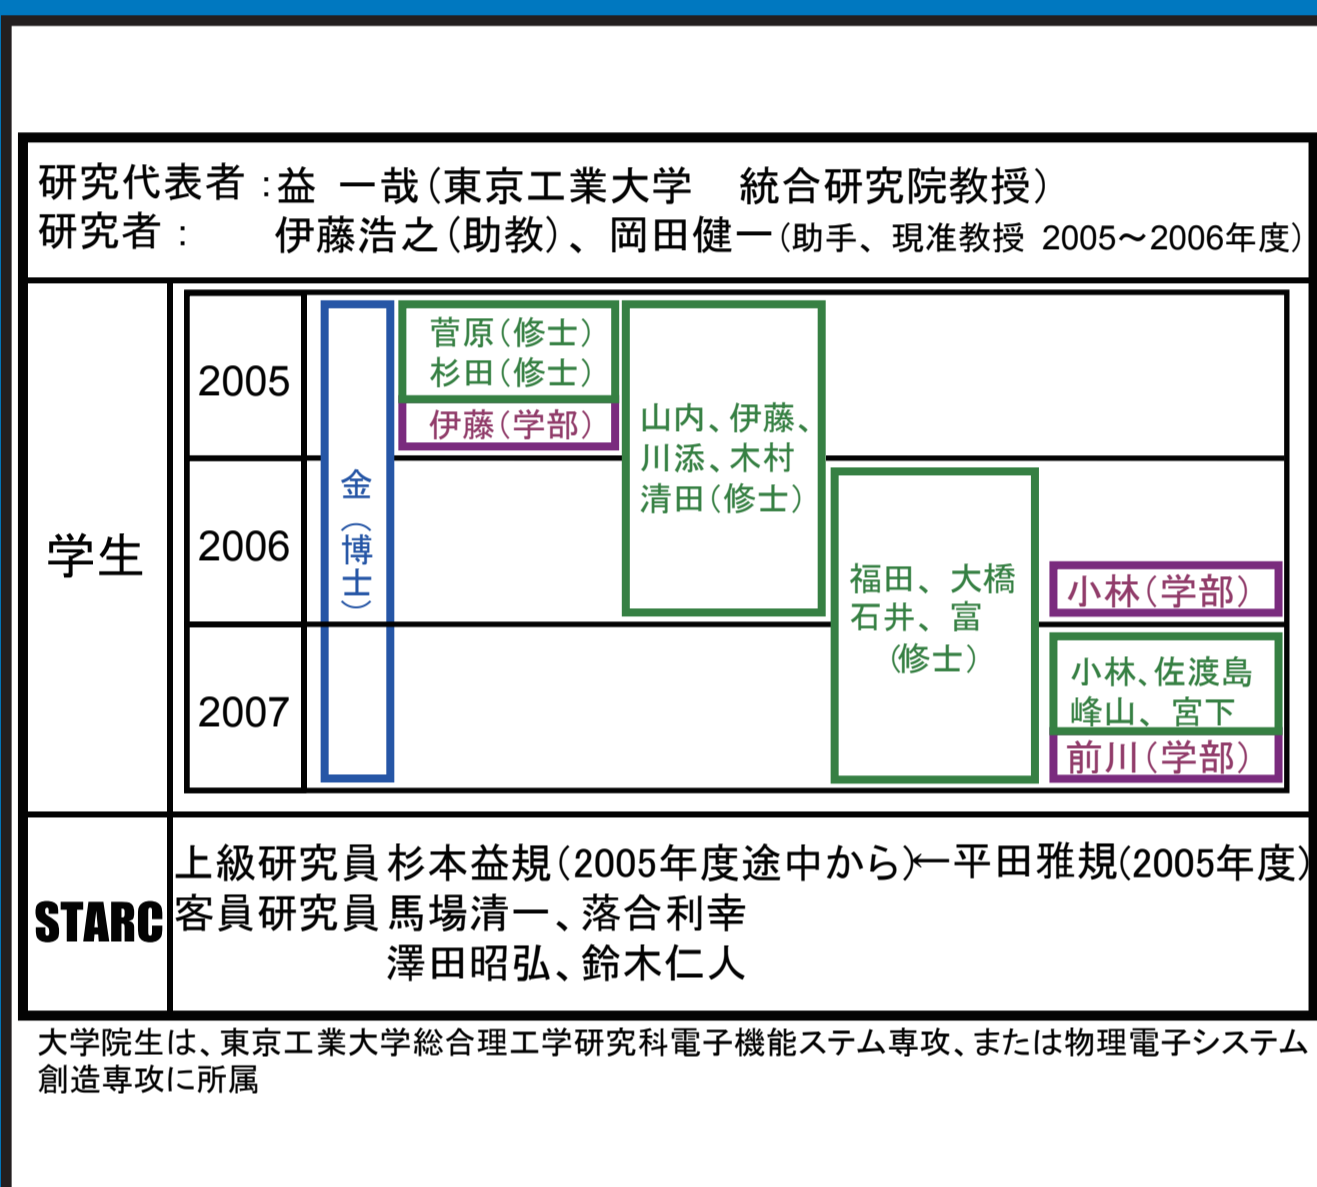 研究代表者：益 一哉（東京工業大学 統合研究院教授）
研究者： 伊藤浩之（助教）、岡田健一（助手、現准教授 2005～2006年度）
学生
2005
2006
2007
金（博士）
菅原（修士）
杉田（修士）
伊藤（学部）
山内、伊藤、
川添、木村
清田（修士）
福田、大橋
石井、富
（修士）
小林（学部）
小林、佐渡島
峰山、宮下
前川（学部）
STARC
上級研究員 杉本益規（2005年度途中から）←平田雅規(2005年度)
客員研究員 馬場清一、落合利幸
澤田昭弘、鈴木仁人
大学院生は、東京工業大学総合理工学研究科電子機能ステム専攻、または物理電子システム
創造専攻に所属